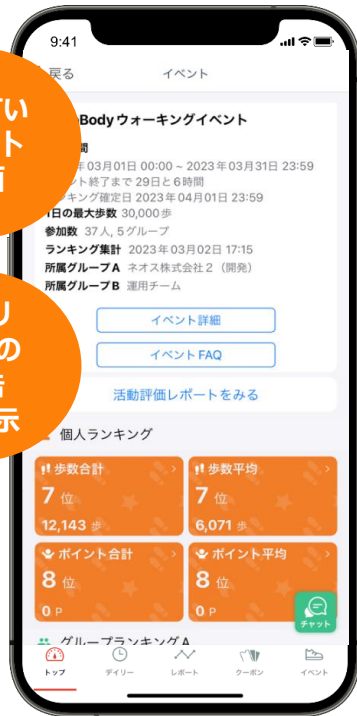 9:41
戻る
イベント
Body ウォーキングイベント
間
年03月01日 00:00 ~ 2023年03月31日 23:59
ント終了まで 29日と6時間
キング確定日 2023年04月01日 23:59
1日の最大歩数 30,000歩
参加数 37人, 5グループ
ランキング集計 2023年03月02日 17:15
所属グループA ネオス株式会社2（開発）
所属グループB 運用チーム
イベント詳細
イベント FAQ
活動評価レポートをみる
個人ランキング
歩数合計
7 位
12,143 歩
歩数平均
7 位
6,071 歩
ポイント合計
8 位
0 P
ポイント平均
8 位
0 P
チャット
グループランキングA
トップ
デイリー
レポート
クーポン
イベント
い
ト
リ
の
示